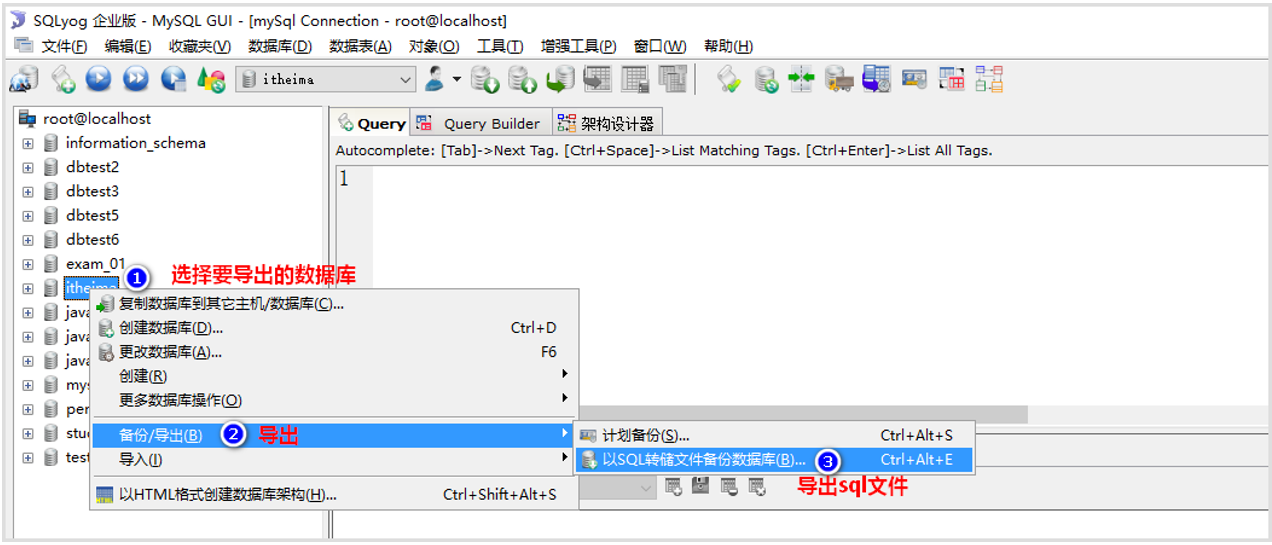 SQLyog 企业版 - MySQL GUI - [mySql Connection - root@localhost]
文件(F) 编辑(E) 收藏夹(V) 数据库(D) 数据表(A) 对象(O) 工具(T) 增强工具(P) 窗口(W) 帮助(H)
itheima
root@localhost
Query Query Builder 架构设计器
information_schema
Autocomplete: [Tab]->Next Tag. [Ctrl+Space]->List Matching Tags. [Ctrl+Enter]->List All Tags.
1
dbtest2
dbtest3
dbtest5
dbtest6
exam_01
1 选择要导出的数据库
itheima
复制数据库到其它主机/数据库(C)...
创建数据库(D)... Ctrl+D
更改数据库(A)... F6
创建(R)
更多数据库操作(O)
备份/导出(B) 2 导出
导入(I)
以HTML格式创建数据库架构(H)... Ctrl+Shift+Alt+S
java
java
java
mys
per
stu
test
计划备份(S)... Ctrl+Alt+S
以SQL转储文件备份数据库(B)... 3 Ctrl+Alt+E
导出sql文件